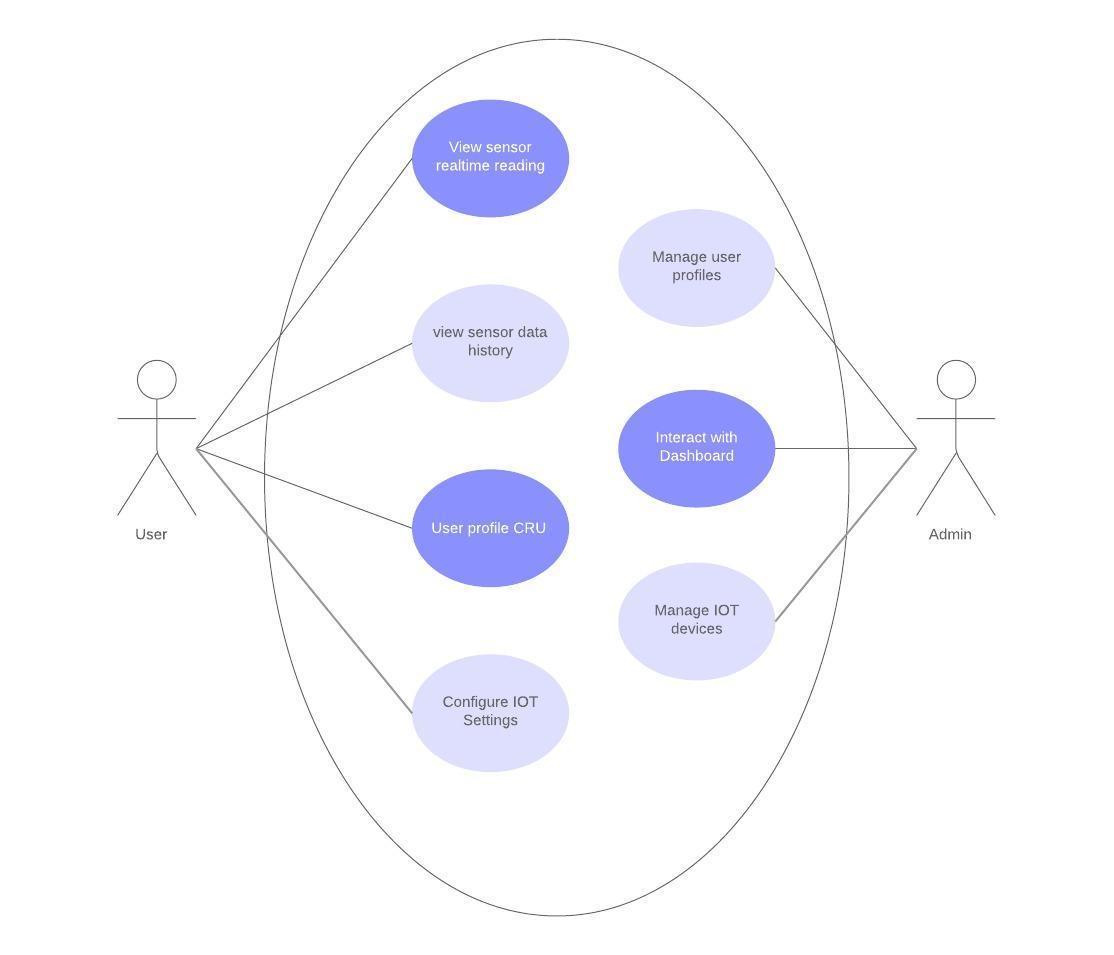 View sensor
realtime reading
Manage user
profiles
view sensor data
history
Interact with
Dashboard
User profile CRU
User
Admin
Manage IOT
devices
Configure IOT
Settings